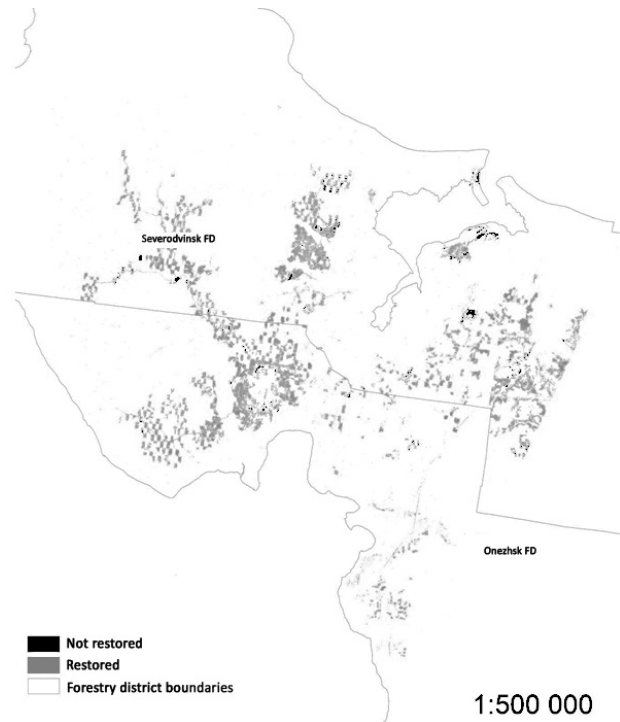 Severodvinsk FD
Onezhsk FD
Not restored
Restored
Forestry district boundaries
1:500 000